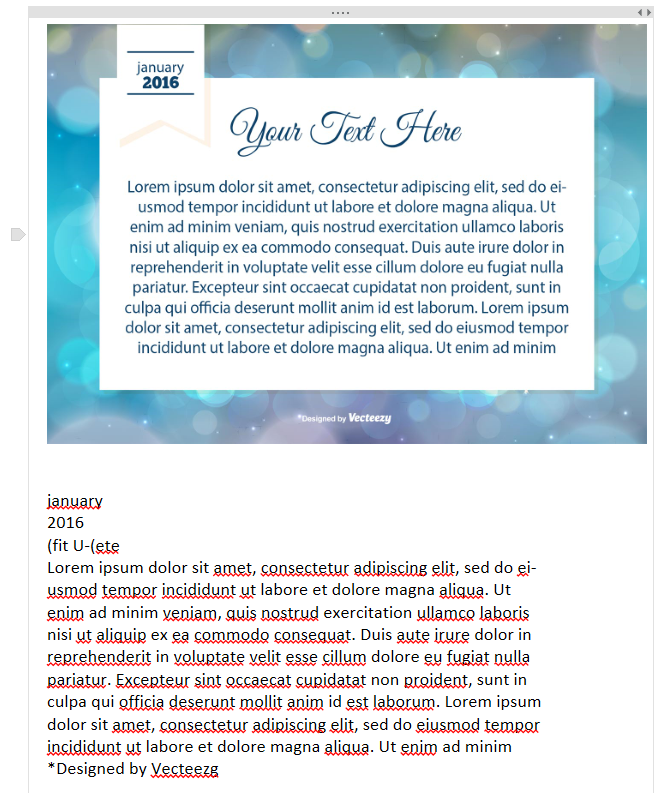 january
2016
Your Text Here
Lorem ipsum dolor sit amet, consectetur adipiscing elit, sed do ei-
usmod tempor incididunt ut labore et dolore magna aliqua. Ut
enim ad minim veniam, quis nostrud exercitation ullamco laboris
nisi ut aliquip ex ea commodo consequat. Duis aute irure dolor in
reprehenderit in voluptate velit esse cillum dolore eu fugiat nulla
pariatur. Excepteur sint occaecat cupidatat non proident, sunt in
culpa qui officia deserunt mollit anim id est laborum. Lorem ipsum
dolor sit amet, consectetur adipiscing elit, sed do eiusmod tempor
incididunt ut labore et dolore magna aliqua. Ut enim ad minim
*Designed by Vecteezy
january
2016
(fit U-(ete
Lorem ipsum dolor sit amet, consectetur adipiscing elit, sed do ei-
usmod tempor incididunt ut labore et dolore magna aliqua. Ut
enim ad minim veniam, quis nostrud exercitation ullamco laboris
nisi ut aliquip ex ea commodo consequat. Duis aute irure dolor in
reprehenderit in voluptate velit esse cillum dolore eu fugiat nulla
pariatur. Excepteur sint occaecat cupidatat non proident, sunt in
culpa qui officia deserunt mollit anim id est laborum. Lorem ipsum
dolor sit amet, consectetur adipiscing elit, sed do eiusmod tempor
incididunt ut labore et dolore magna aliqua. Ut enim ad minim
*Designed by Vecteezg